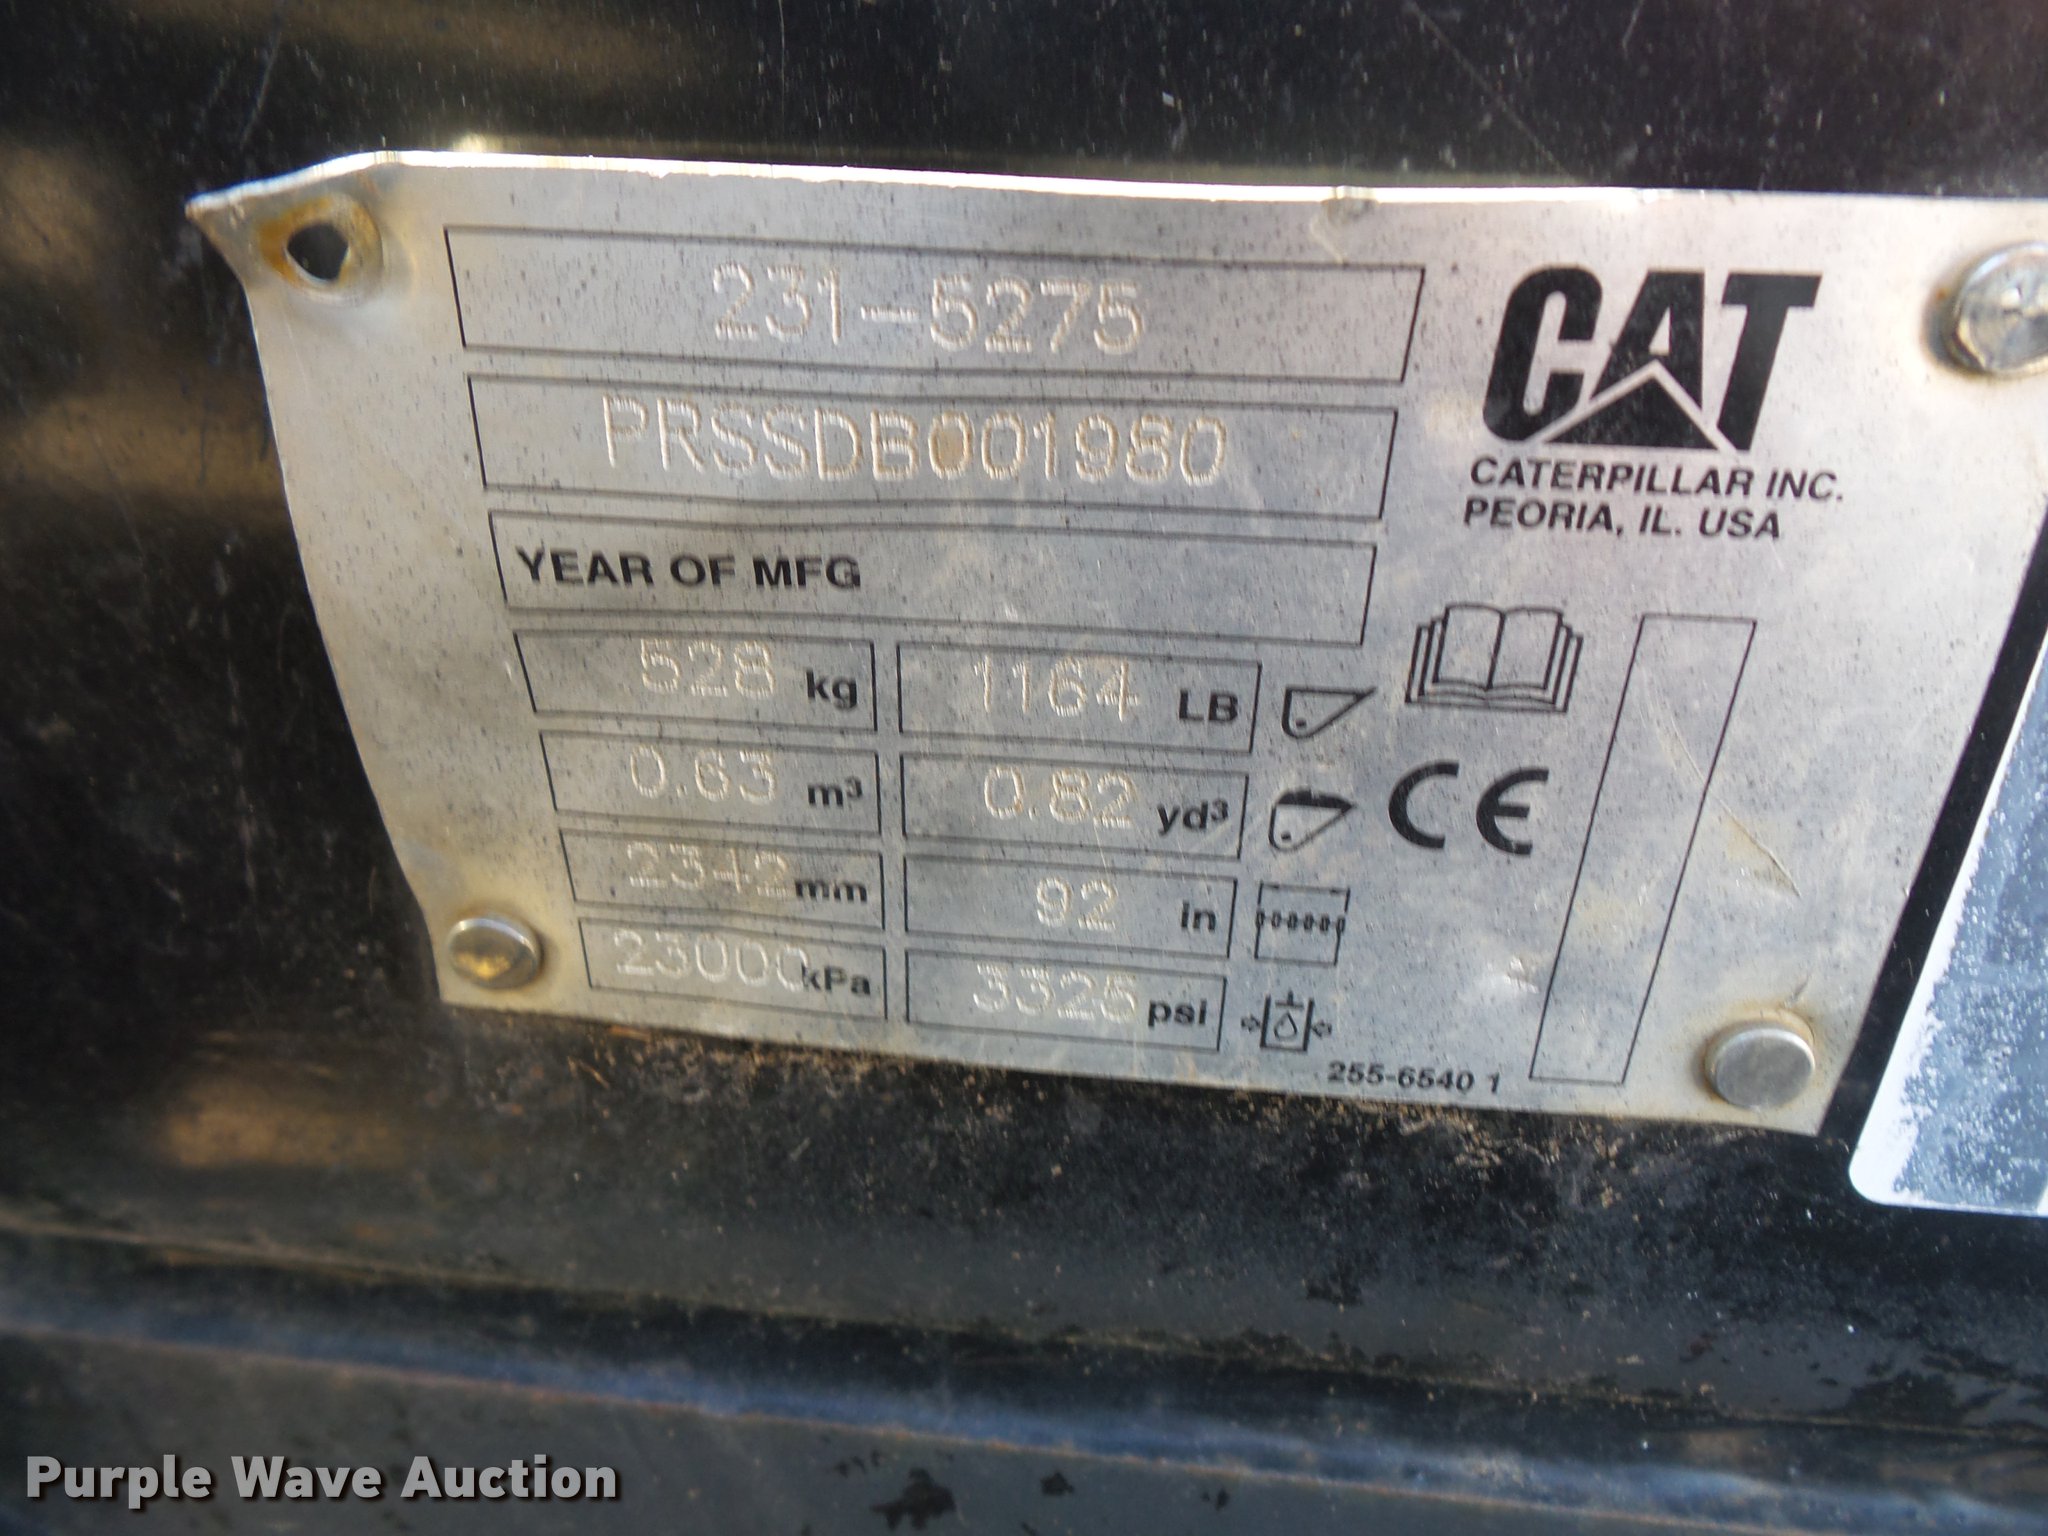 231-5275
PRSSDB001980
YEAR OF MFG
528 kg 1164 LB
0.63 m³ 0.82 yd³
2342 mm 92 in
23000 kPa 3325 psi
CAT
CATERPILLAR INC.
PEORIA, IL. USA
CE
255-6540 1
Purple Wave Auction